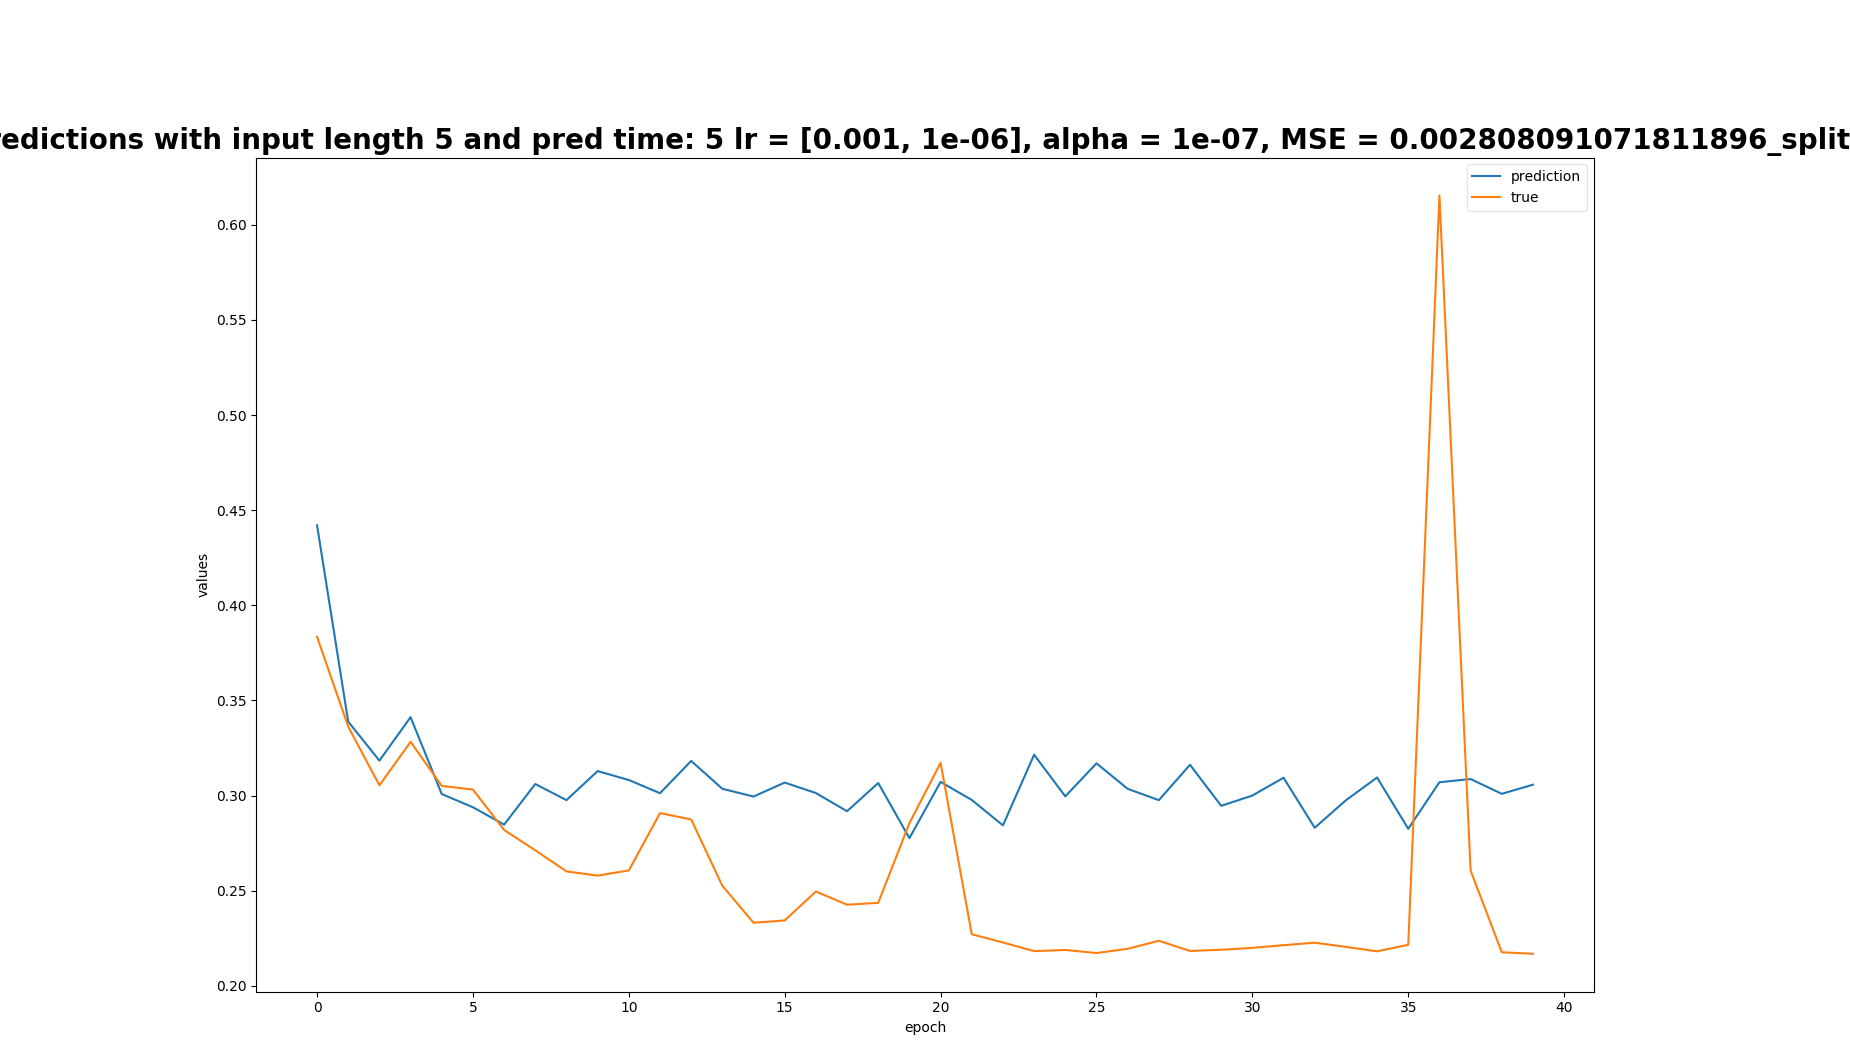 edictions with input length 5 and pred time: 5 lr = [0.001, 1e-06], alpha = 1e-07, MSE = 0.002808091071811896_split
prediction
true
0.60
0.55
0.50
0.45
0.40
0.35
0.30
0.25
0.20
values
0 5 10 15 20 25 30 35 40
epoch